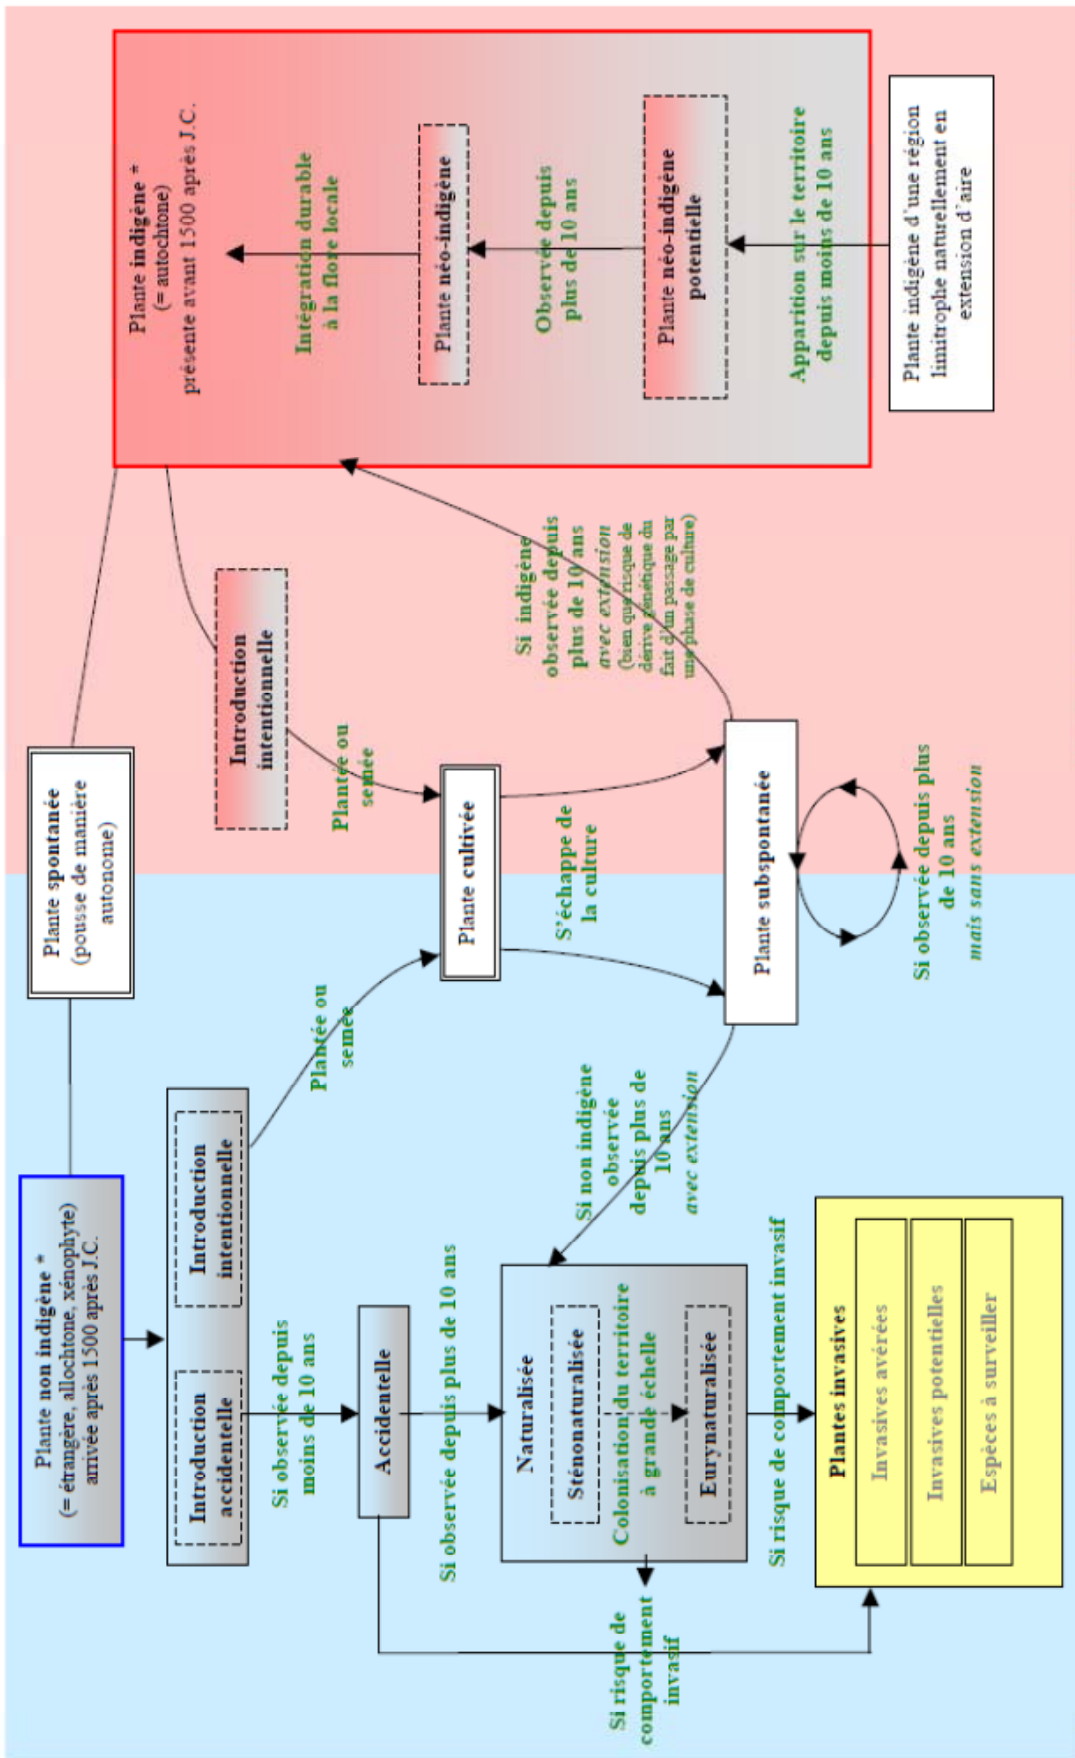 Plante non indigène *
(= étrangère, allochtone, xénophyte)
arrivée après 1500 après J.C.
Plante spontanée
(pousse de manière
autonome)
Plante indigène *
(= autochtone)
présente avant 1500 après J.C.
Introduction
accidentelle
Introduction
intentionnelle
Introduction
intentionnelle
Si observée depuis
moins de 10 ans
Plantée ou
semée
Plantée ou
semée
Intégration durable
à la flore locale
Accidentelle
Plante cultivée
Plante néo-indigène
Si observée depuis plus de 10 ans
S'échappe de
la culture
Observée depuis
plus de 10 ans
Naturalisée
Sténonaturalisée
Colonisation du territoire
à grande échelle
Eurynaturalisée
Si non indigène
observée
depuis plus de
10 ans
avec extension
Si indigène
observée depuis
plus de 10 ans
avec extension
(bien que risque de
dérive génétique du
fait d'un passage par
une phase de culture)
Plante néo-indigène
potentielle
Si risque de
comportement
invasif
Si risque de comportement invasif
Plante subspontanée
Apparition sur le territoire
depuis moins de 10 ans
Plantes invasives
Invasives avérées
Invasives potentielles
Espèces à surveiller
Si observée depuis plus
de 10 ans
mais sans extension
Plante indigène d'une région
limitrophe naturellement en
extension d'aire